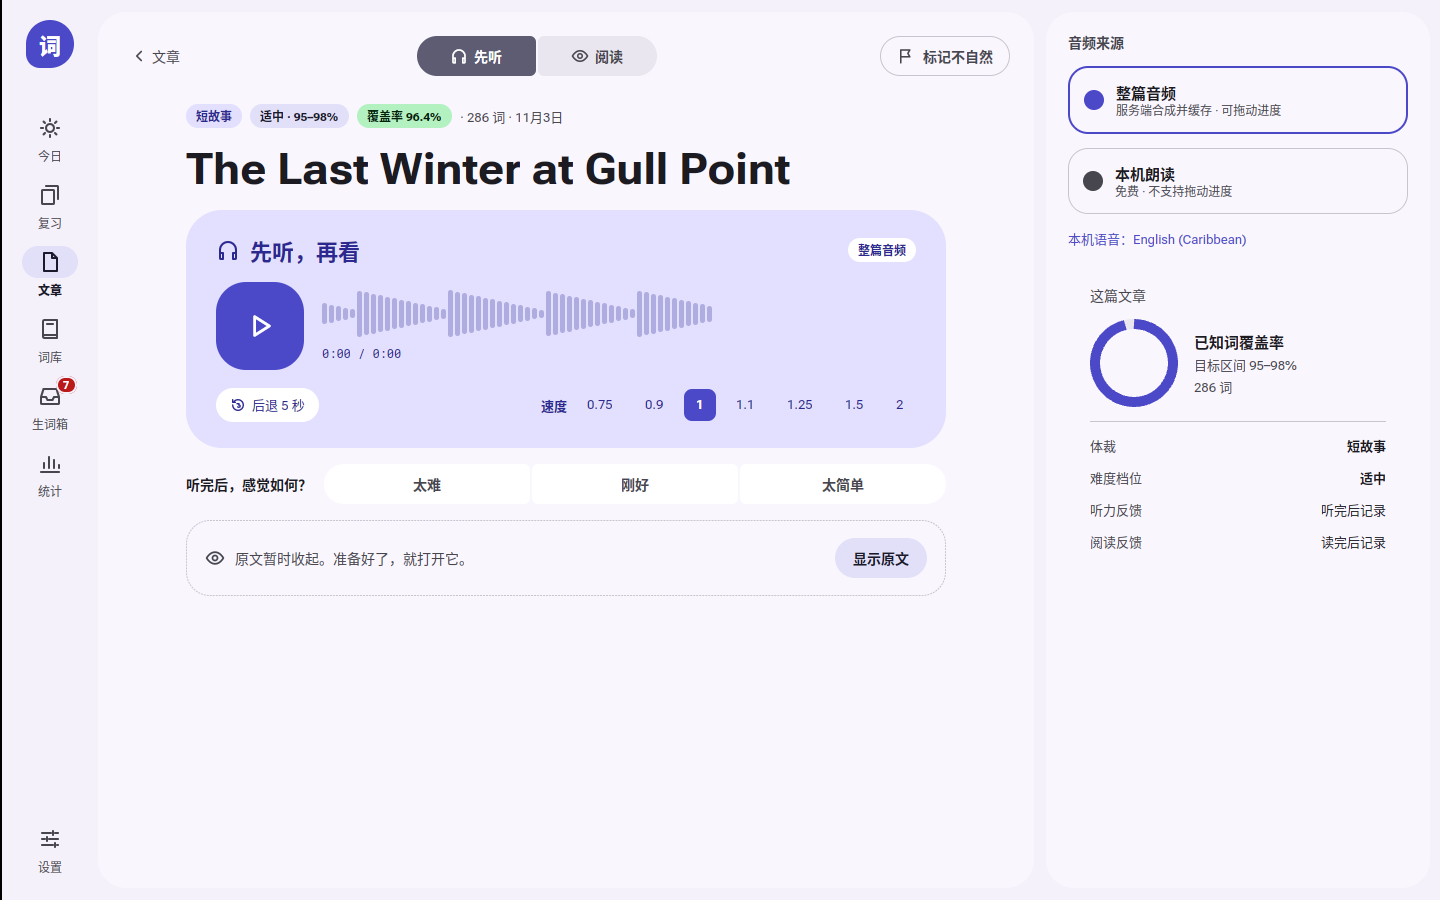 词
今日
复习
文章
词库
7
生词箱
统计
设置
文章
先听
阅读
标记不自然
短故事
适中 · 95–98%
覆盖率 96.4%
· 286 词 · 11月3日
The Last Winter at Gull Point
先听，再看
整篇音频
0:00 / 0:00
后退 5 秒
速度
0.75
0.9
1
1.1
1.25
1.5
2
听完后，感觉如何？
太难
刚好
太简单
原文暂时收起。准备好了，就打开它。
显示原文
音频来源
整篇音频
服务端合成并缓存 · 可拖动进度
本机朗读
免费 · 不支持拖动进度
本机语音：English (Caribbean)
这篇文章
已知词覆盖率
目标区间 95–98%
286 词
体裁
短故事
难度档位
适中
听力反馈
听完后记录
阅读反馈
读完后记录